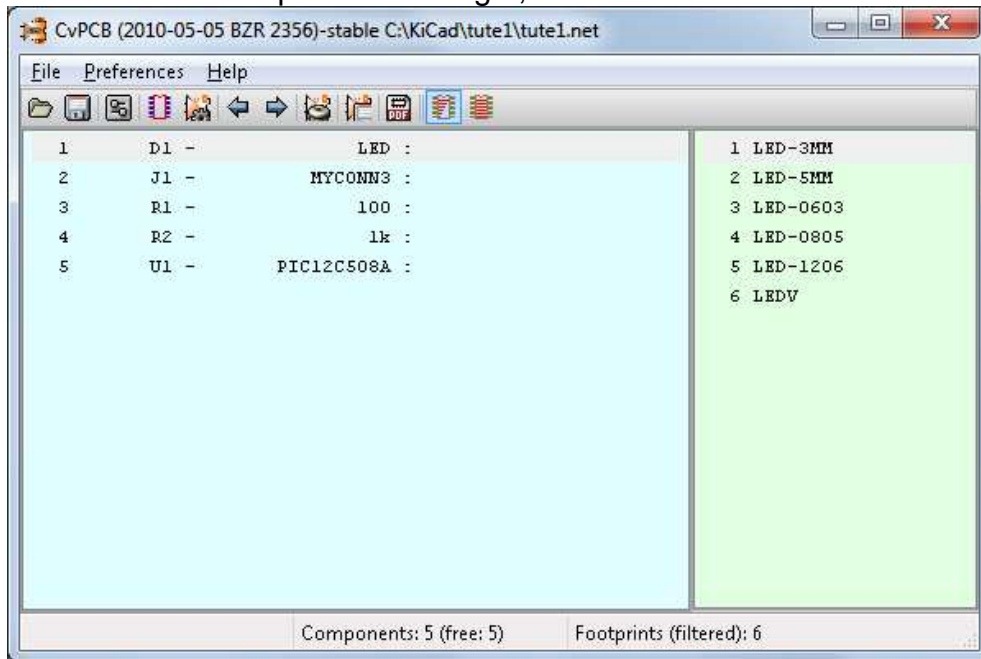 CvPCB (2010-05-05 BZR 2356)-stable C:\KiCad\tute1\tute1.net
File Preferences Help
PDF
1 D1 - LED :
2 J1 - MYCONN3 :
3 R1 - 100 :
4 R2 - 1k :
5 U1 - PIC12C508A :
1 LED-3MM
2 LED-5MM
3 LED-0603
4 LED-0805
5 LED-1206
6 LEDV
Components: 5 (free: 5) Footprints (filtered): 6